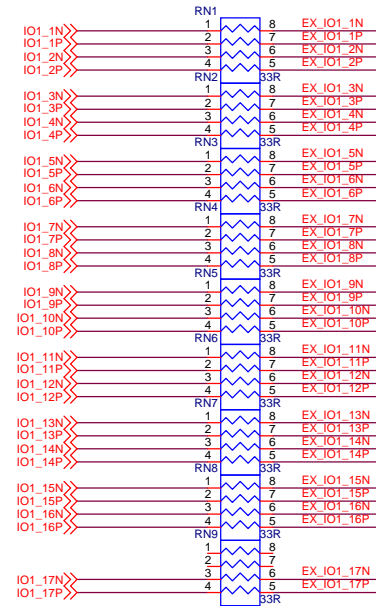 RN1
IO1_1N 1 8 EX_IO1_1N
IO1_1P 2 7 EX_IO1_1P
IO1_2N 3 6 EX_IO1_2N
IO1_2P 4 5 EX_IO1_2P
RN2 33R
IO1_3N 1 8 EX_IO1_3N
IO1_3P 2 7 EX_IO1_3P
IO1_4N 3 6 EX_IO1_4N
IO1_4P 4 5 EX_IO1_4P
RN3 33R
IO1_5N 1 8 EX_IO1_5N
IO1_5P 2 7 EX_IO1_5P
IO1_6N 3 6 EX_IO1_6N
IO1_6P 4 5 EX_IO1_6P
RN4 33R
IO1_7N 1 8 EX_IO1_7N
IO1_7P 2 7 EX_IO1_7P
IO1_8N 3 6 EX_IO1_8N
IO1_8P 4 5 EX_IO1_8P
RN5 33R
IO1_9N 1 8 EX_IO1_9N
IO1_9P 2 7 EX_IO1_9P
IO1_10N 3 6 EX_IO1_10N
IO1_10P 4 5 EX_IO1_10P
RN6 33R
IO1_11N 1 8 EX_IO1_11N
IO1_11P 2 7 EX_IO1_11P
IO1_12N 3 6 EX_IO1_12N
IO1_12P 4 5 EX_IO1_12P
RN7 33R
IO1_13N 1 8 EX_IO1_13N
IO1_13P 2 7 EX_IO1_13P
IO1_14N 3 6 EX_IO1_14N
IO1_14P 4 5 EX_IO1_14P
RN8 33R
IO1_15N 1 8 EX_IO1_15N
IO1_15P 2 7 EX_IO1_15P
IO1_16N 3 6 EX_IO1_16N
IO1_16P 4 5 EX_IO1_16P
RN9 33R
1 8
2 7
IO1_17N 3 6 EX_IO1_17N
IO1_17P 4 5 EX_IO1_17P
33R